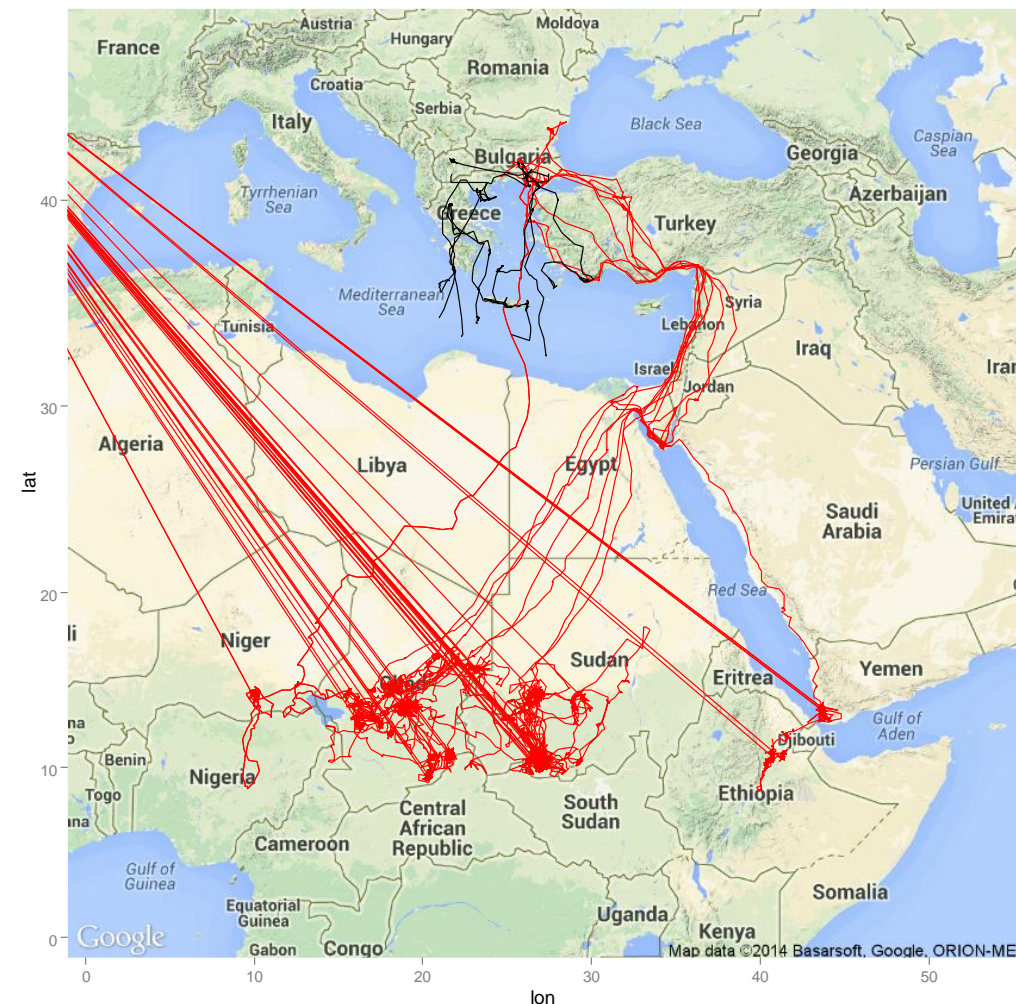 Austria
Moldova
France
Hungary
Romania
Croatia
Serbia
Italy
Black Sea
Caspian
Sea
Georgia
Bulgaria
Azerbaijan
Tyrrhenian
Sea
Greece
Turkey
40
Mediterranean
Sea
Syria
Tunisia
Lebanon
Iraq
Iran
Israel
Jordan
30
Algeria
Libya
Egypt
Persian Gulf
lat
Saudi
Arabia
United A
Emirat
20
Red Sea
li
Niger
Sudan
Yemen
Eritrea
Chad
Gulf of
Aden
na
o
Djibouti
Benin
10
Nigeria
Ethiopia
Togo
na
Central
African
Republic
South
Sudan
Cameroon
Gulf of
Guinea
Somalia
Equatorial
Guinea
Uganda
Kenya
0
Google
Gabon
Congo
Map data ©2014 Basarsoft, Google, ORION-ME
0 10 20 30 40 50
lon